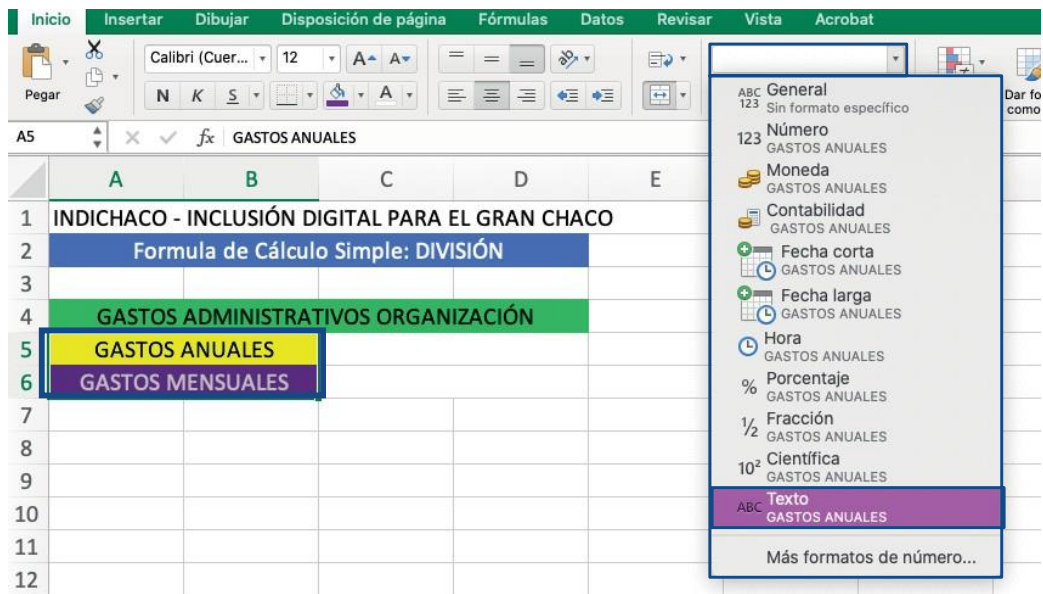 Inicio Insertar Dibujar Disposición de página Fórmulas Datos Revisar Vista Acrobat
Pegar
Calibri (Cuer... 12 A A
N K S A
Dar fo
como
A5 fx GASTOS ANUALES
A B C D E
1 INDICHACO - INCLUSIÓN DIGITAL PARA EL GRAN CHACO
2 Formula de Cálculo Simple: DIVISIÓN
3
4 GASTOS ADMINISTRATIVOS ORGANIZACIÓN
5 GASTOS ANUALES
6 GASTOS MENSUALES
7
8
9
10
11
12
ABC 123 General
Sin formato específico
123 Número
GASTOS ANUALES
Moneda
GASTOS ANUALES
Contabilidad
GASTOS ANUALES
Fecha corta
GASTOS ANUALES
Fecha larga
GASTOS ANUALES
Hora
GASTOS ANUALES
% Porcentaje
GASTOS ANUALES
1/2 Fracción
GASTOS ANUALES
10² Científica
GASTOS ANUALES
ABC Texto
GASTOS ANUALES
Más formatos de número...